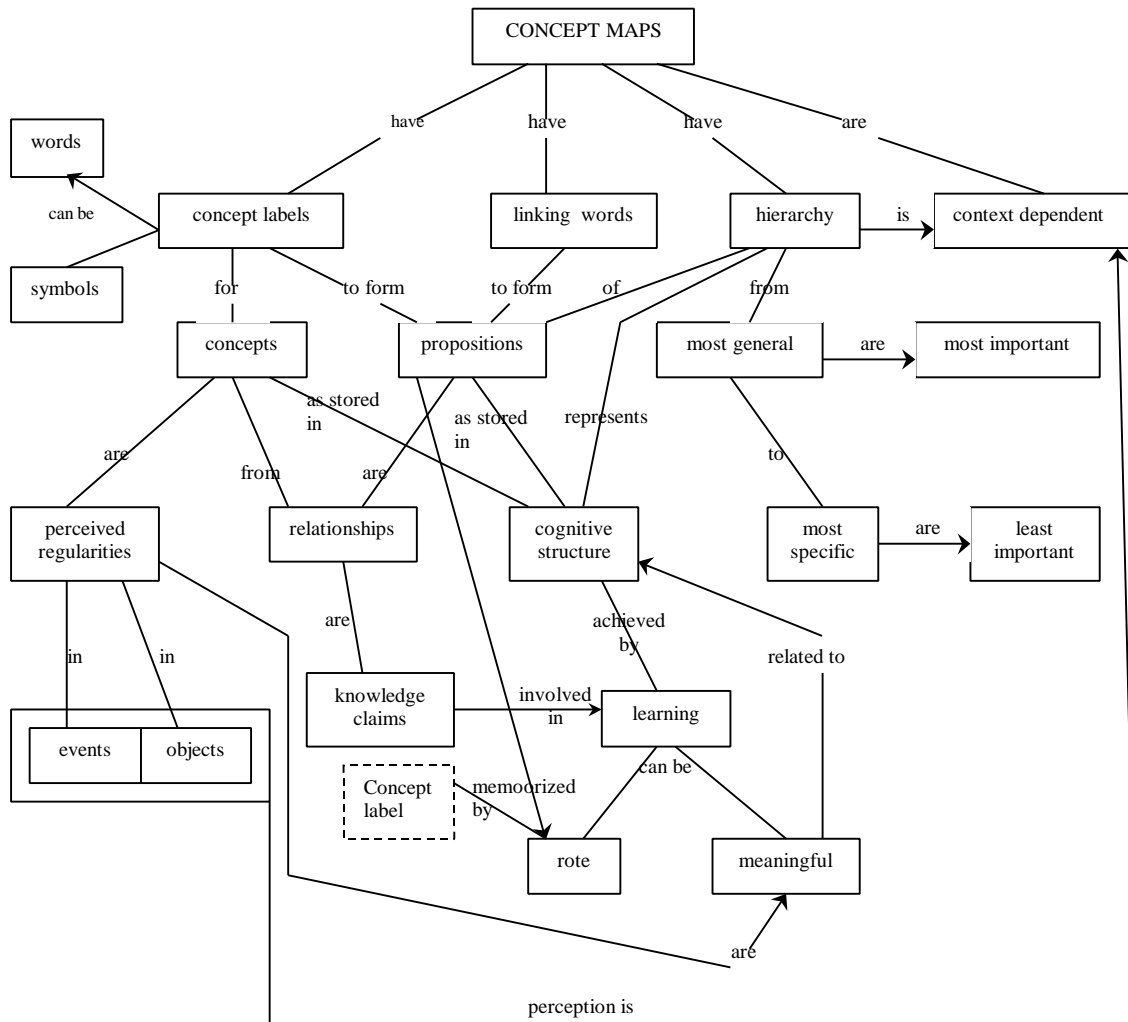 CONCEPT MAPS
have
have
have
are
words
can be
concept labels
linking words
hierarchy
is
context dependent
symbols
for
to form
to form
of
from
concepts
propositions
most general
are
most important
as stored
in
as stored
in
represents
are
from
are
to
perceived
regularities
relationships
cognitive
structure
most
specific
are
least
important
are
achieved
by
in
in
related to
knowledge
claims
involved
in
learning
events
objects
can be
Concept
label
memoorized
by
rote
meaningful
are
perception is